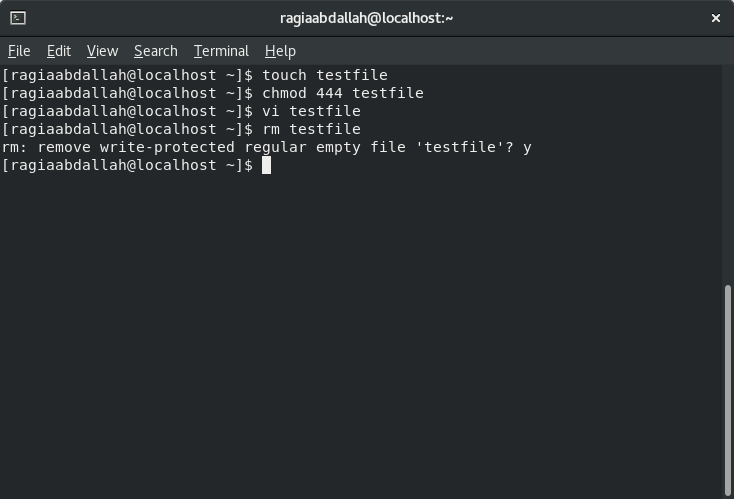 ragiaabdallah@localhost:~
File Edit View Search Terminal Help
[ragiaabdallah@localhost ~]$ touch testfile
[ragiaabdallah@localhost ~]$ chmod 444 testfile
[ragiaabdallah@localhost ~]$ vi testfile
[ragiaabdallah@localhost ~]$ rm testfile
rm: remove write-protected regular empty file 'testfile'? y
[ragiaabdallah@localhost ~]$